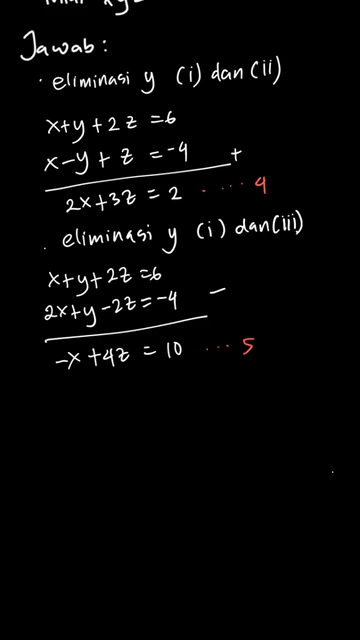 Jawab :
· eliminasi y (i) dan (ii)
x+y+2z=6
x-y+z=-4 +
2x+3z=2 ..... 4
. eliminasi y (i) dan (iii)
x+y+2z=6
2x+y-2z=-4 -
-x+4z=10 ... 5